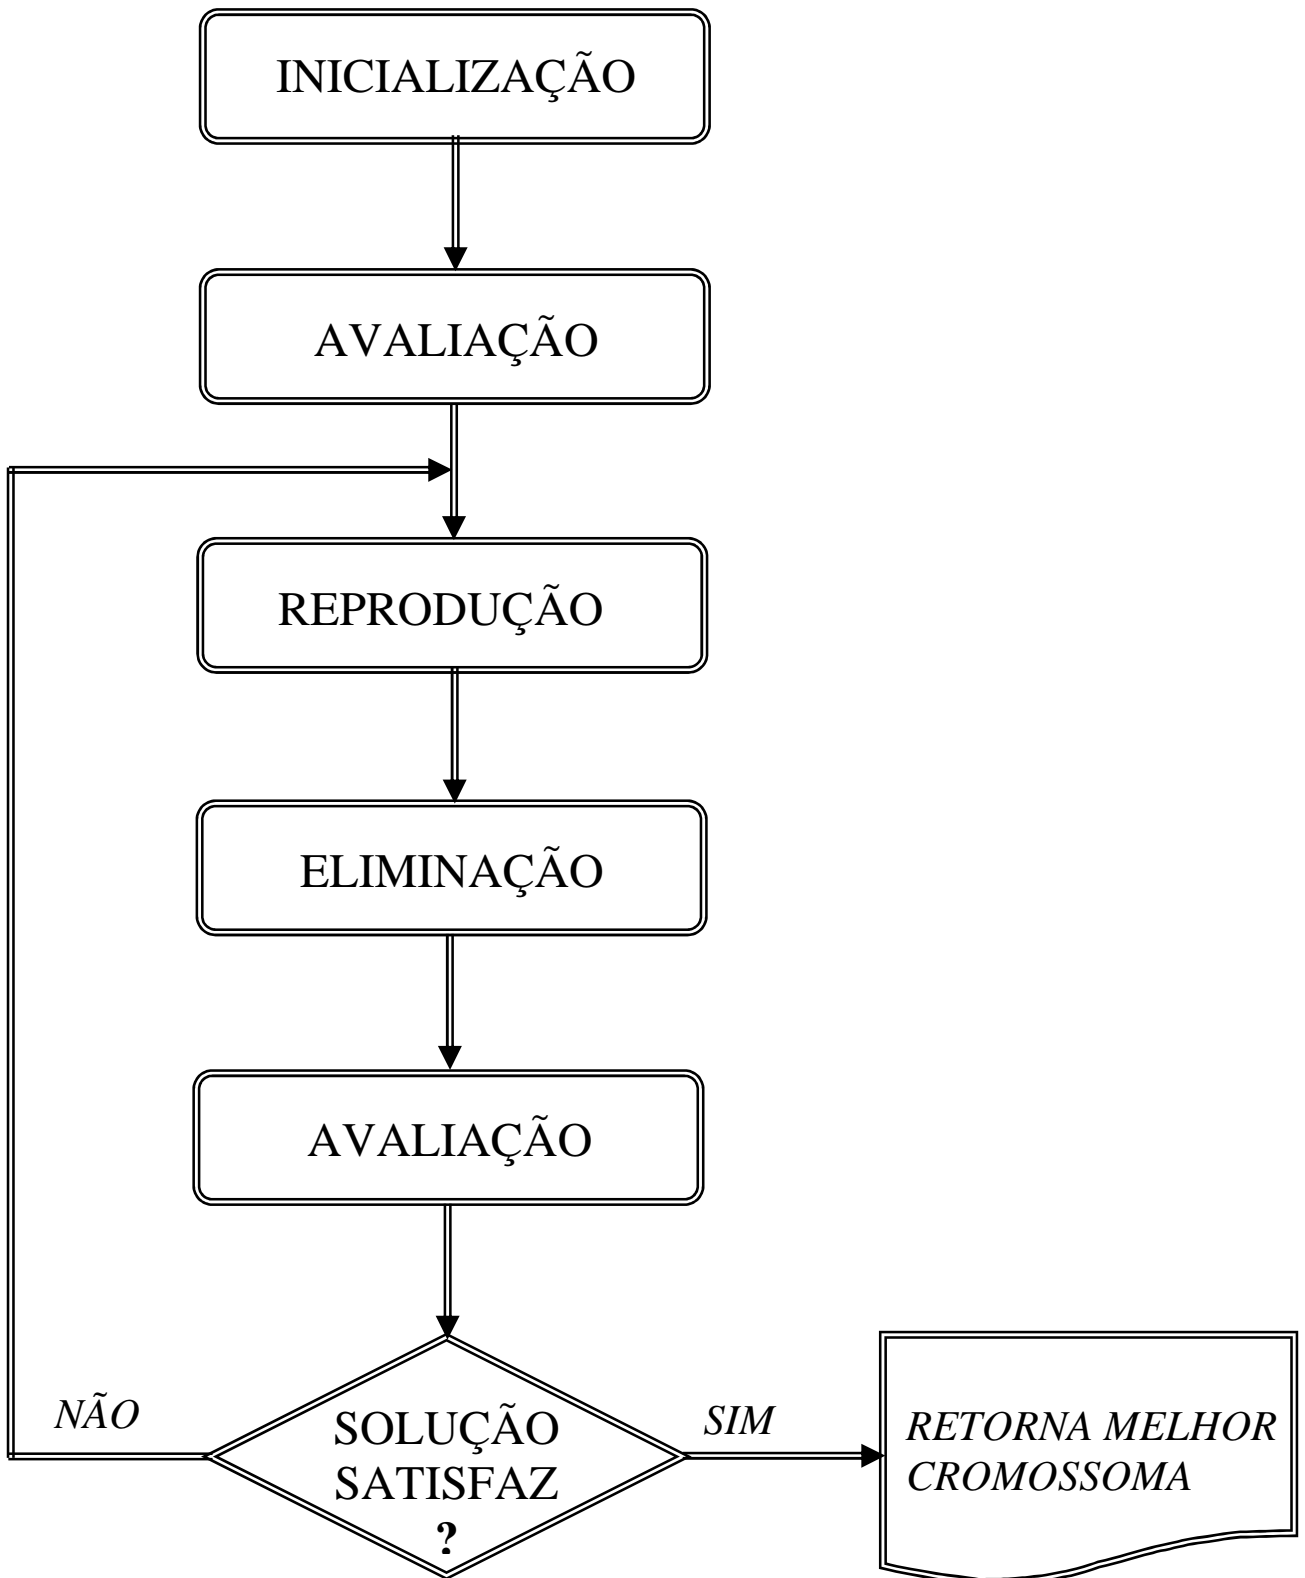 INICIALIZAÇÃO
AVALIAÇÃO
REPRODUÇÃO
ELIMINAÇÃO
AVALIAÇÃO
NÃO
SOLUÇÃO
SATISFAZ
?
SIM
RETORNA MELHOR
CROMOSSOMA